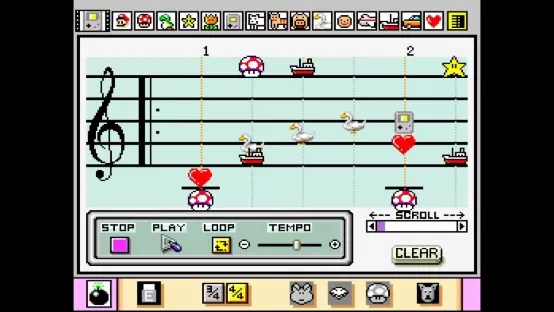 1 2
STOP PLAY LOOP TEMPO
SCROLL
CLEAR
3/4 4/4